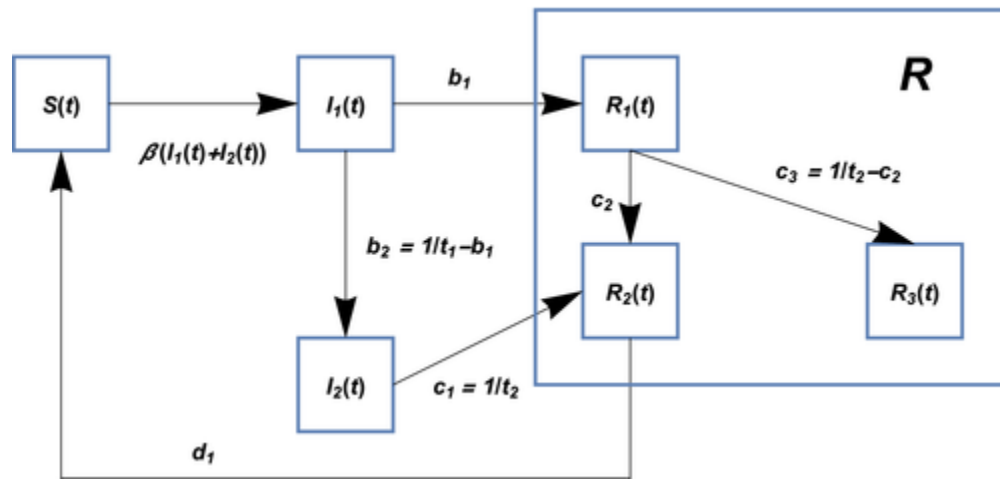 R
S(t)
I₁(t)
b₁
R₁(t)
β(I₁(t)+I₂(t))
c₃ = 1/t₂–c₂
c₂
b₂ = 1/t₁–b₁
R₂(t)
R₃(t)
I₂(t)
c₁ = 1/t₂
d₁